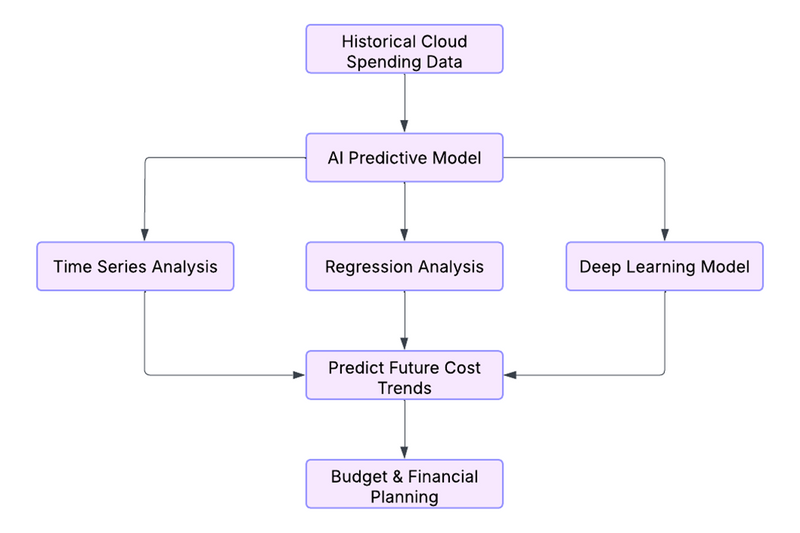 Historical Cloud
Spending Data
AI Predictive Model
Time Series Analysis
Regression Analysis
Deep Learning Model
Predict Future Cost
Trends
Budget & Financial
Planning